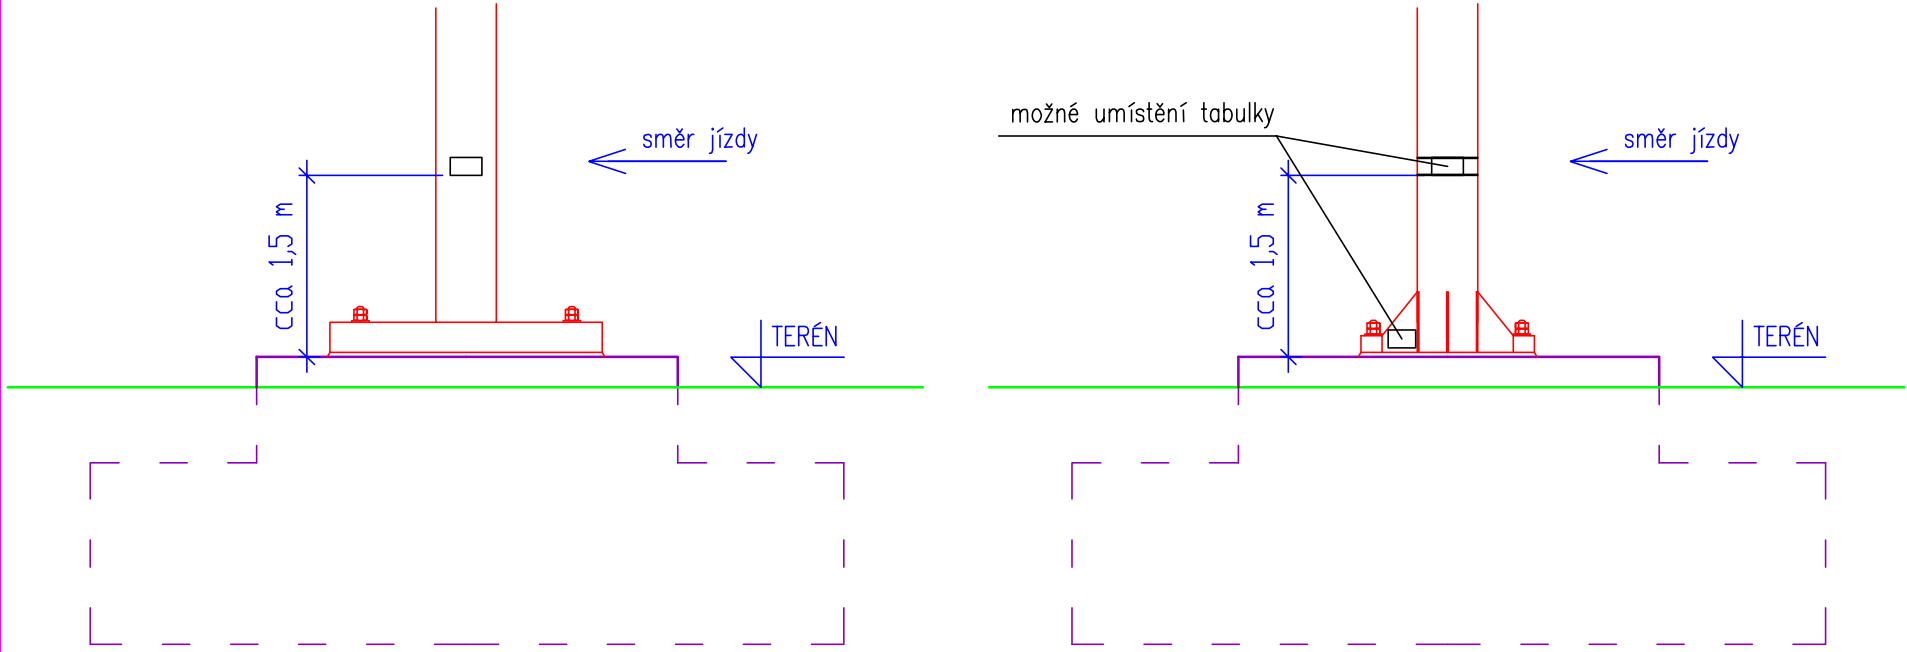 směr jízdy
cca 1,5 m
TERÉN
možné umístění tabulky
směr jízdy
cca 1,5 m
TERÉN